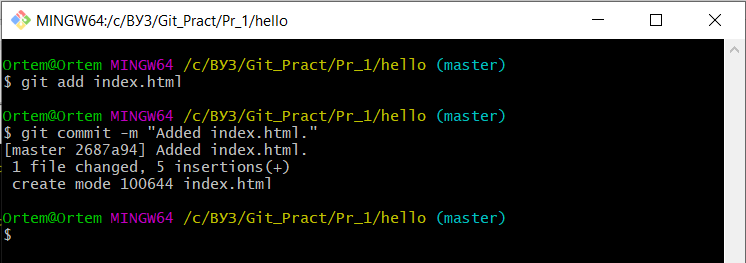 MINGW64:/c/ВУЗ/Git_Pract/Pr_1/hello
Ortem@Ortem MINGW64 /c/ВУЗ/Git_Pract/Pr_1/hello (master)
$ git add index.html
Ortem@Ortem MINGW64 /c/ВУЗ/Git_Pract/Pr_1/hello (master)
$ git commit -m "Added index.html."
[master 2687a94] Added index.html.
 1 file changed, 5 insertions(+)
 create mode 100644 index.html
Ortem@Ortem MINGW64 /c/ВУЗ/Git_Pract/Pr_1/hello (master)
$